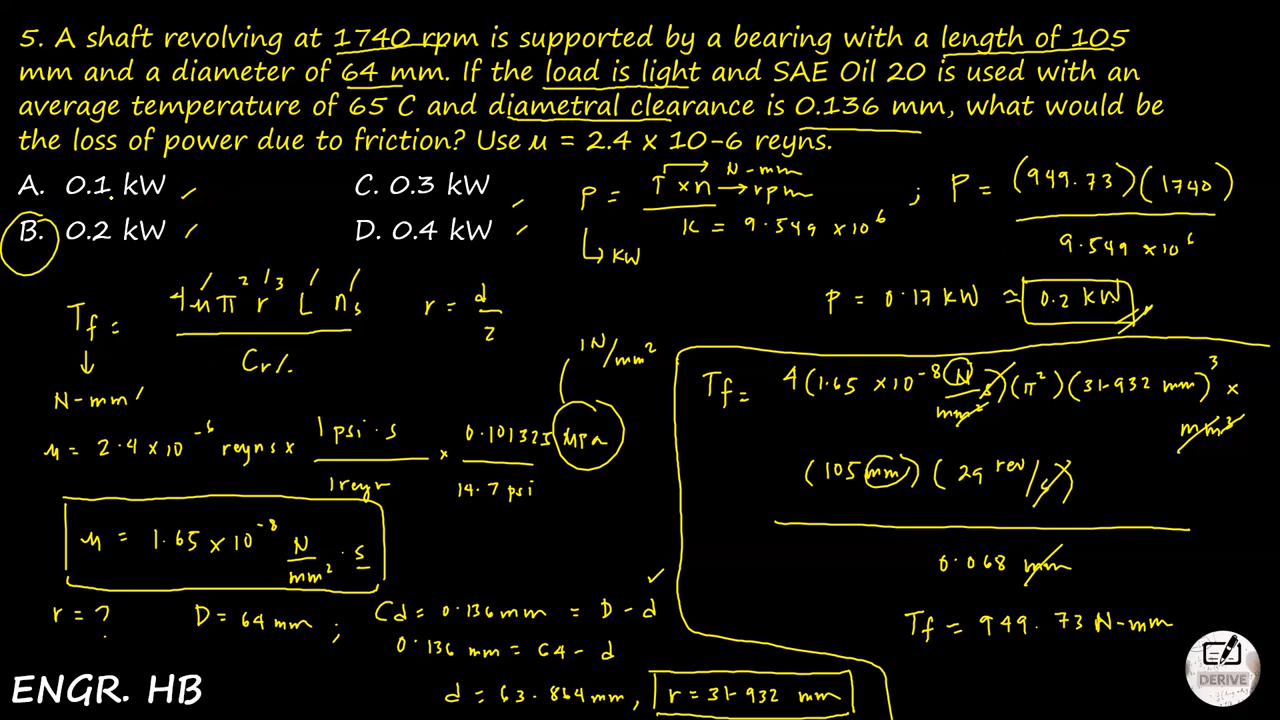 5. A shaft revolving at 1740 rpm is supported by a bearing with a length of 105
mm and a diameter of 64 mm. If the load is light and SAE Oil 20 is used with an
average temperature of 65 C and diametral clearance is 0.136 mm, what would be
the loss of power due to friction? Use μ = 2.4 x 10-6 reyns.
A. 0.1 kW
C. 0.3 kW
B. 0.2 kW
D. 0.4 kW
P = T x n / K = 9.549 x 10^6
N-mm
rpm
KW
; P = (949.73)(1740) / 9.549 x 10^6
P = 0.17 KW ≈ 0.2 KW
Tf = 4μπ² r³ L ns / Cr
r = d / 2
N-mm
1N/mm²
μ = 2.4 x 10^-6 reyns x 1 psi · s / 1 reyn x 0.101325 MPa / 14.7 psi
μ = 1.65 x 10^-8 N / mm² · s
r = ?
D = 64 mm ;
Cd = 0.136 mm = D - d
0.136 mm = 64 - d
d = 63.864 mm, r = 31.932 mm
Tf = 4(1.65 x 10^-8 N / mm² s)(π²)(31.932 mm)³ x
mm³
(105 mm)(29 rev/s)
0.068 mm
Tf = 949.73 N-mm
ENGR. HB
DERIVE